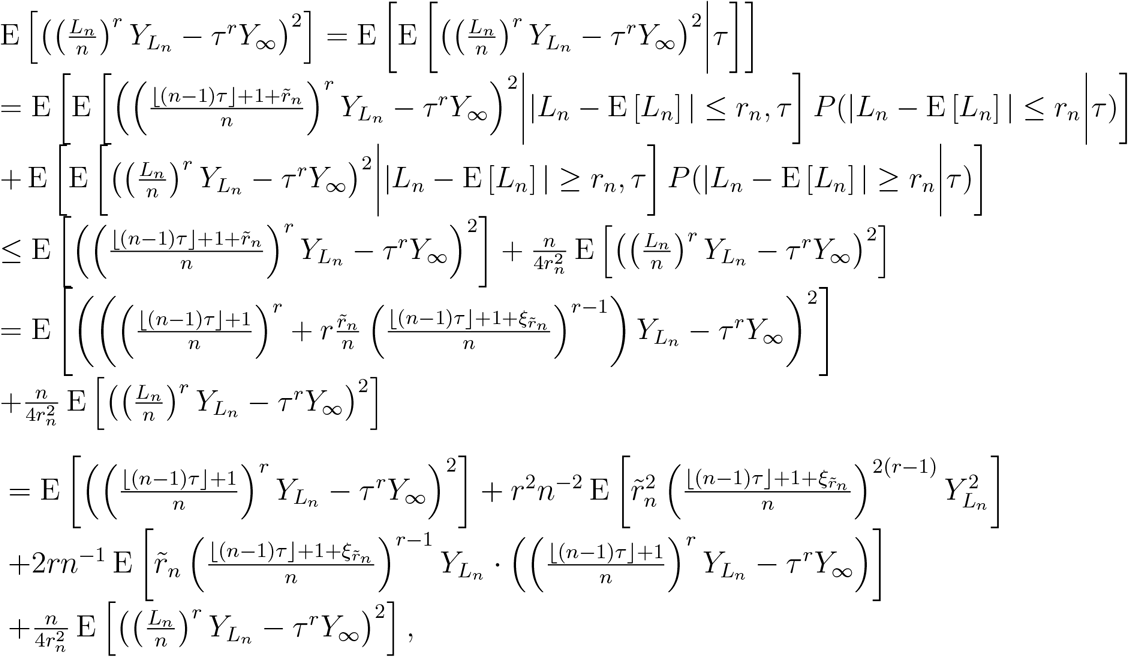 E [ ( ( L_n / n )^r Y_{L_n} − τ^r Y_∞ )^2 ] = E [ E [ ( ( L_n / n )^r Y_{L_n} − τ^r Y_∞ )^2 | τ ] ]
= E [ E [ ( ( (⌊(n−1)τ⌋+1+r̃_n) / n )^r Y_{L_n} − τ^r Y_∞ )^2 | |L_n − E [L_n] | ≤ r_n, τ ] P(|L_n − E [L_n] | ≤ r_n | τ) ]
+ E [ E [ ( ( L_n / n )^r Y_{L_n} − τ^r Y_∞ )^2 | |L_n − E [L_n] | ≥ r_n, τ ] P(|L_n − E [L_n] | ≥ r_n | τ) ]
≤ E [ ( ( (⌊(n−1)τ⌋+1+r̃_n) / n )^r Y_{L_n} − τ^r Y_∞ )^2 ] + n / (4r_n^2) E [ ( ( L_n / n )^r Y_{L_n} − τ^r Y_∞ )^2 ]
= E [ ( ( ( (⌊(n−1)τ⌋+1) / n )^r + r (r̃_n / n) ( (⌊(n−1)τ⌋+1+ξ_{r̃_n}) / n )^{r−1} ) Y_{L_n} − τ^r Y_∞ )^2 ]
+ n / (4r_n^2) E [ ( ( L_n / n )^r Y_{L_n} − τ^r Y_∞ )^2 ]
= E [ ( ( (⌊(n−1)τ⌋+1) / n )^r Y_{L_n} − τ^r Y_∞ )^2 ] + r^2 n^{−2} E [ r̃_n^2 ( (⌊(n−1)τ⌋+1+ξ_{r̃_n}) / n )^{2(r−1)} Y_{L_n}^2 ]
+2rn^{−1} E [ r̃_n ( (⌊(n−1)τ⌋+1+ξ_{r̃_n}) / n )^{r−1} Y_{L_n} · ( ( (⌊(n−1)τ⌋+1) / n )^r Y_{L_n} − τ^r Y_∞ ) ]
+ n / (4r_n^2) E [ ( ( L_n / n )^r Y_{L_n} − τ^r Y_∞ )^2 ] ,